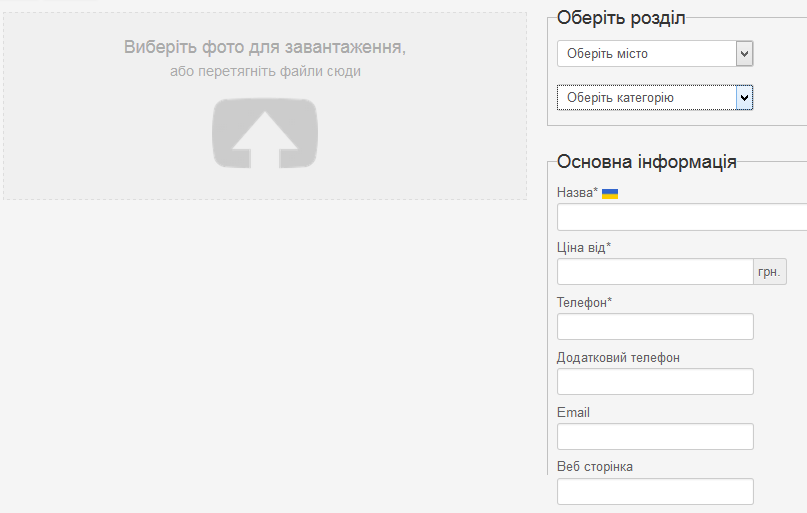 Виберіть фото для завантаження,
або перетягніть файли сюди
Оберіть розділ
Оберіть місто
Оберіть категорію
Основна інформація
Назва*
Ціна від*
грн.
Телефон*
Додатковий телефон
Email
Веб сторінка